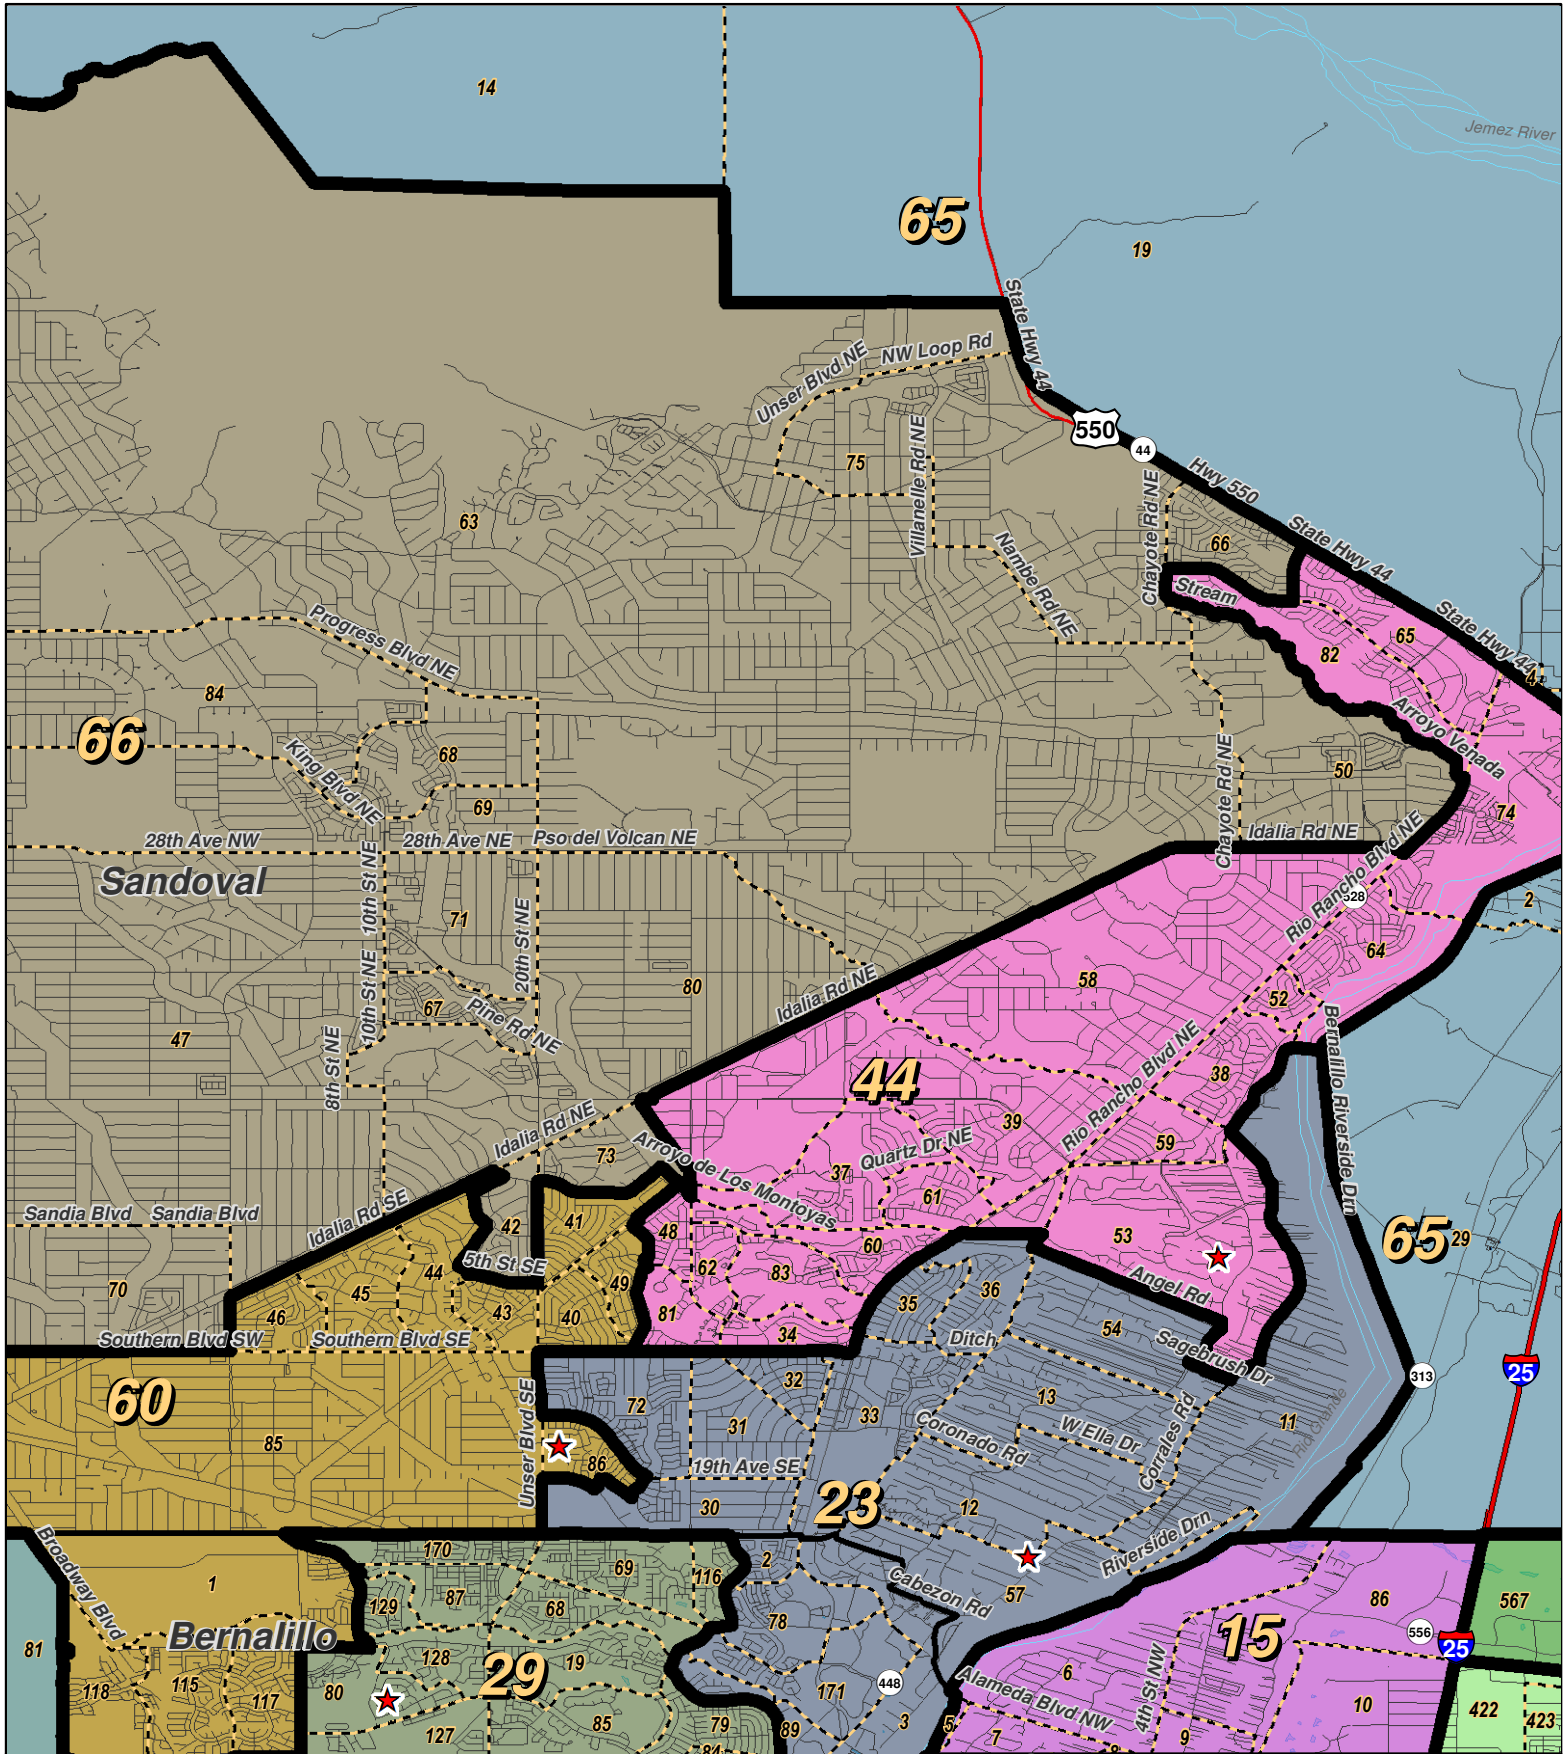 14
Jemez River
65
19
State Hwy 44
NW Loop Rd
Unser Blvd NE
550
44
Hwy 550
75
Villanelle Rd NE
Chayote Rd NE
63
66
State Hwy 44
Nambe Rd NE
Stream
State Hwy 44
65
82
4
Progress Blvd NE
84
66
Arroyo Venada
King Blvd NE
68
50
Chayote Rd NE
69
74
28th Ave NW
28th Ave NE
Pso del Volcan NE
Idalia Rd NE
Rio Rancho Blvd NE
Sandoval
10th St NE
528
2
71
20th St NE
64
80
58
Idalia Rd NE
52
67
Pine Rd NE
10th St NE
47
8th St NE
Bernalillo Riverside Drn
44
38
Rio Rancho Blvd NE
Idalia Rd NE
39
59
73
Arroyo de Los Montoyas
37
Quartz Dr NE
61
Sandia Blvd
Sandia Blvd
Idalia Rd SE
42
41
48
60
53
65
29
5th St SE
44
62
83
70
45
43
49
40
46
81
34
35
36
Angel Rd
54
Southern Blvd SW
Southern Blvd SE
Ditch
Sagebrush Dr
25
313
60
72
32
31
33
13
11
Coronado Rd
W Ella Dr
Corrales Rd
Rio Grande
85
Unser Blvd SE
86
19th Ave SE
30
23
12
Riverside Drn
Broadway Blvd
170
69
2
116
57
Cabezon Rd
1
129
87
68
78
86
567
15
556
25
Bernalillo
81
128
19
29
6
4th St NW
118
115
117
80
171
448
Alameda Blvd NW
10
422
423
127
85
79
84
89
3
5
7
8
9